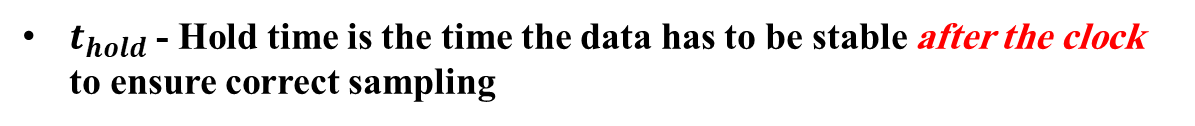 • t_hold - Hold time is the time the data has to be stable after the clock
to ensure correct sampling